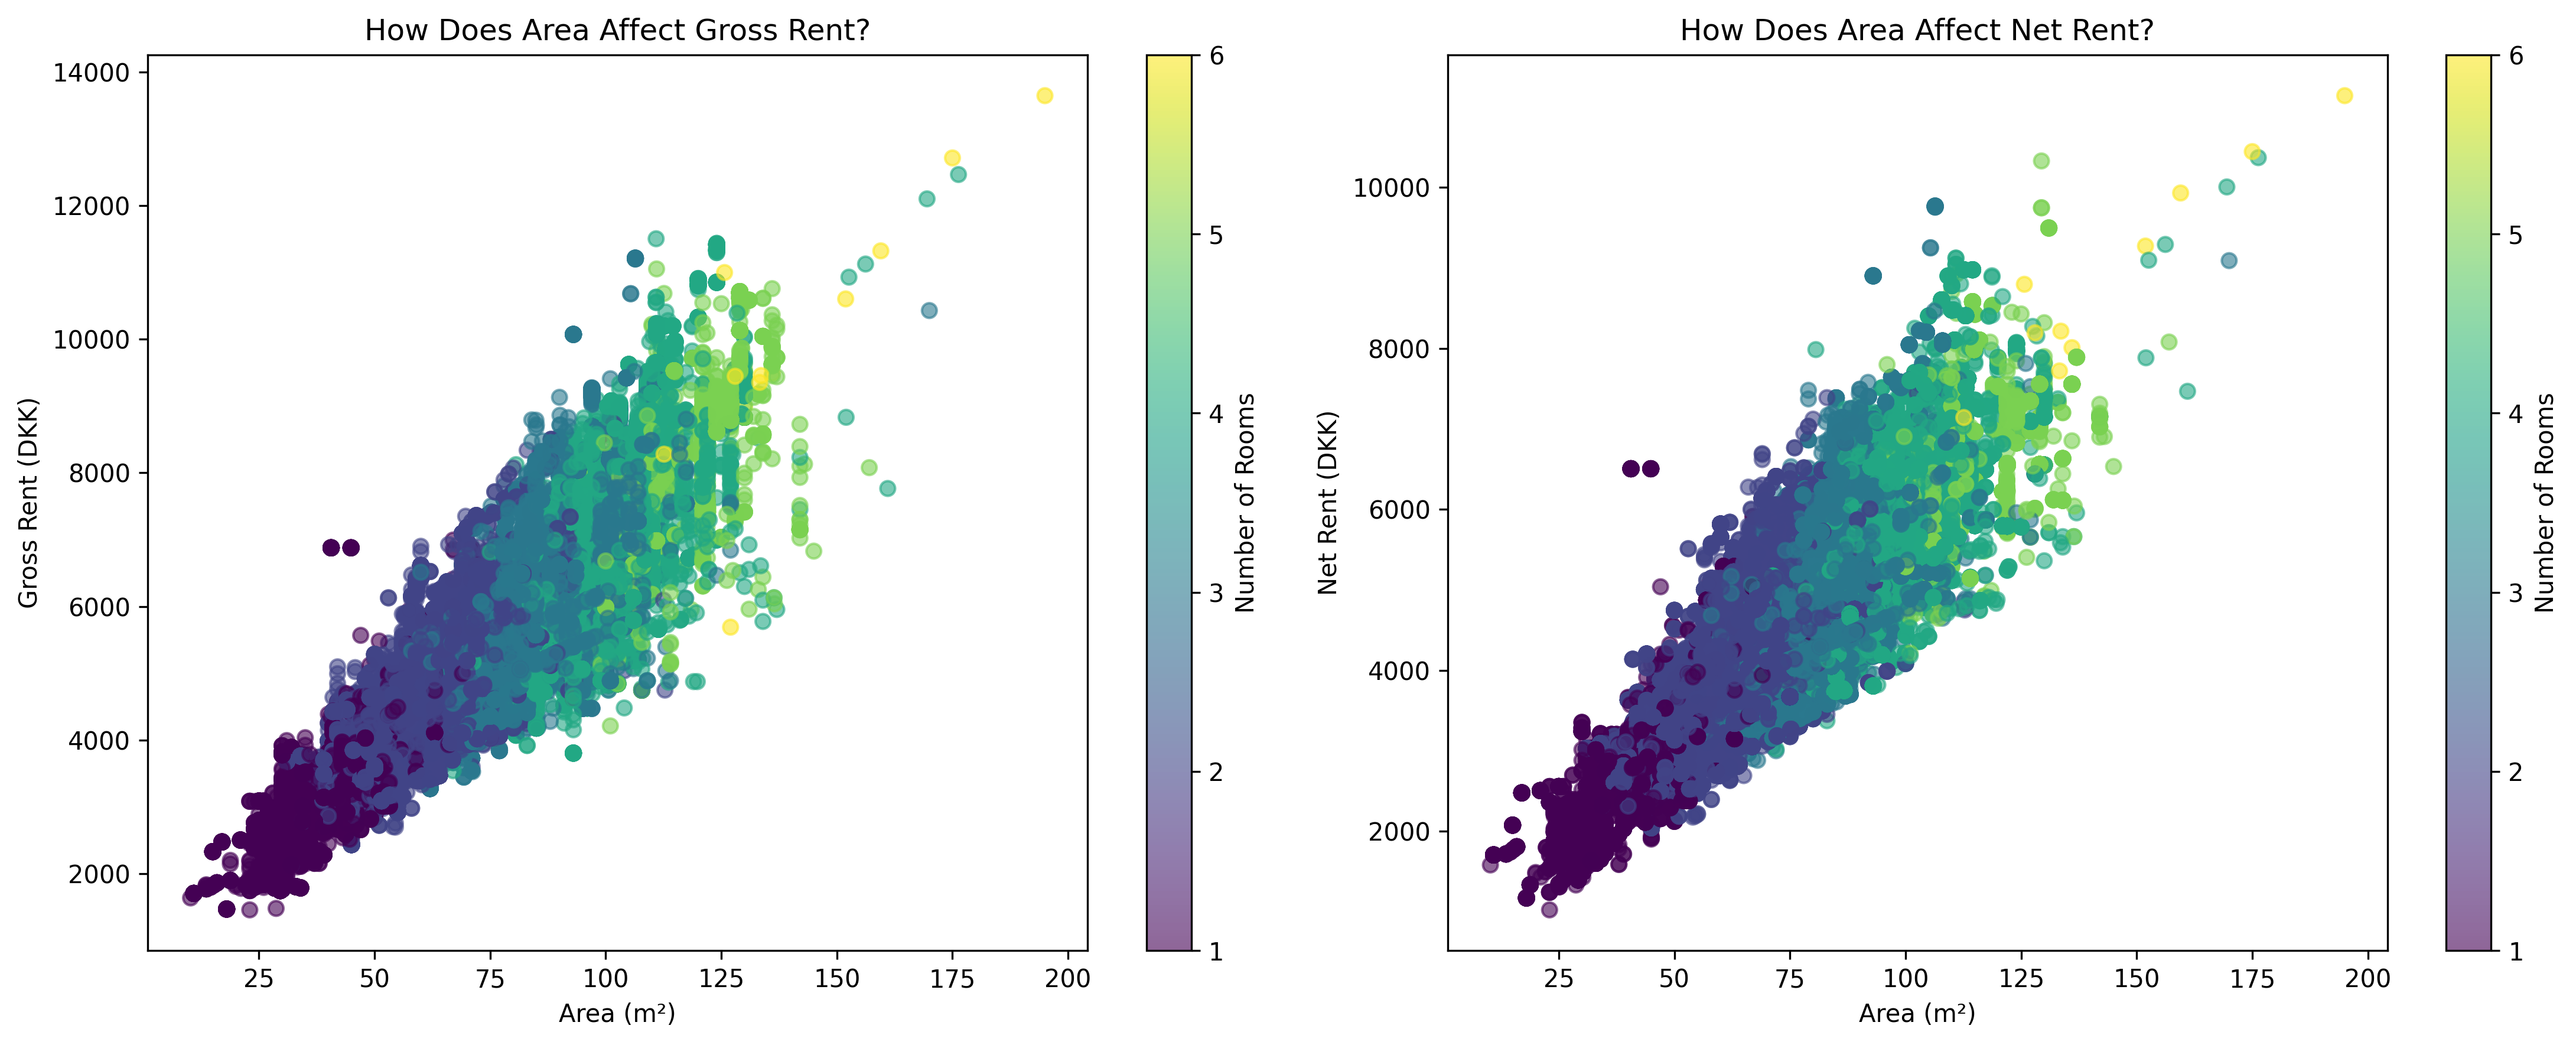 How Does Area Affect Gross Rent?
14000
12000
10000
8000
6000
4000
2000
Gross Rent (DKK)
25 50 75 100 125 150 175 200
Area (m²)
6
5
4
3
2
1
Number of Rooms
How Does Area Affect Net Rent?
10000
8000
6000
4000
2000
Net Rent (DKK)
25 50 75 100 125 150 175 200
Area (m²)
6
5
4
3
2
1
Number of Rooms